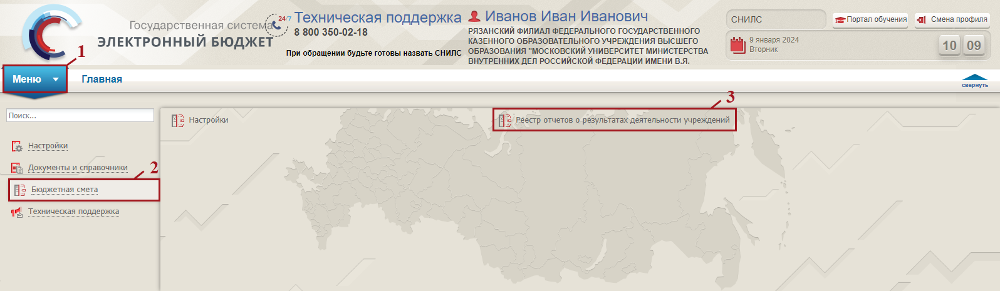 Государственная система
ЭЛЕКТРОННЫЙ БЮДЖЕТ
24/7
Техническая поддержка
8 800 350-02-18
При обращении будьте готовы назвать СНИЛС
Иванов Иван Иванович
РЯЗАНСКИЙ ФИЛИАЛ ФЕДЕРАЛЬНОГО ГОСУДАРСТВЕННОГО
КАЗЕННОГО ОБРАЗОВАТЕЛЬНОГО УЧРЕЖДЕНИЯ ВЫСШЕГО
ОБРАЗОВАНИЯ "МОСКОВСКИЙ УНИВЕРСИТЕТ МИНИСТЕРСТВА
ВНУТРЕННИХ ДЕЛ РОССИЙСКОЙ ФЕДЕРАЦИИ ИМЕНИ В.Я.
СНИЛС
Портал обучения
Смена профиля
9 января 2024
Вторник
10 09
1
Меню
Главная
свернуть
3
Поиск...
Настройки
Реестр отчетов о результатах деятельности учреждений
Настройки
Документы и справочники
2
Бюджетная смета
Техническая поддержка